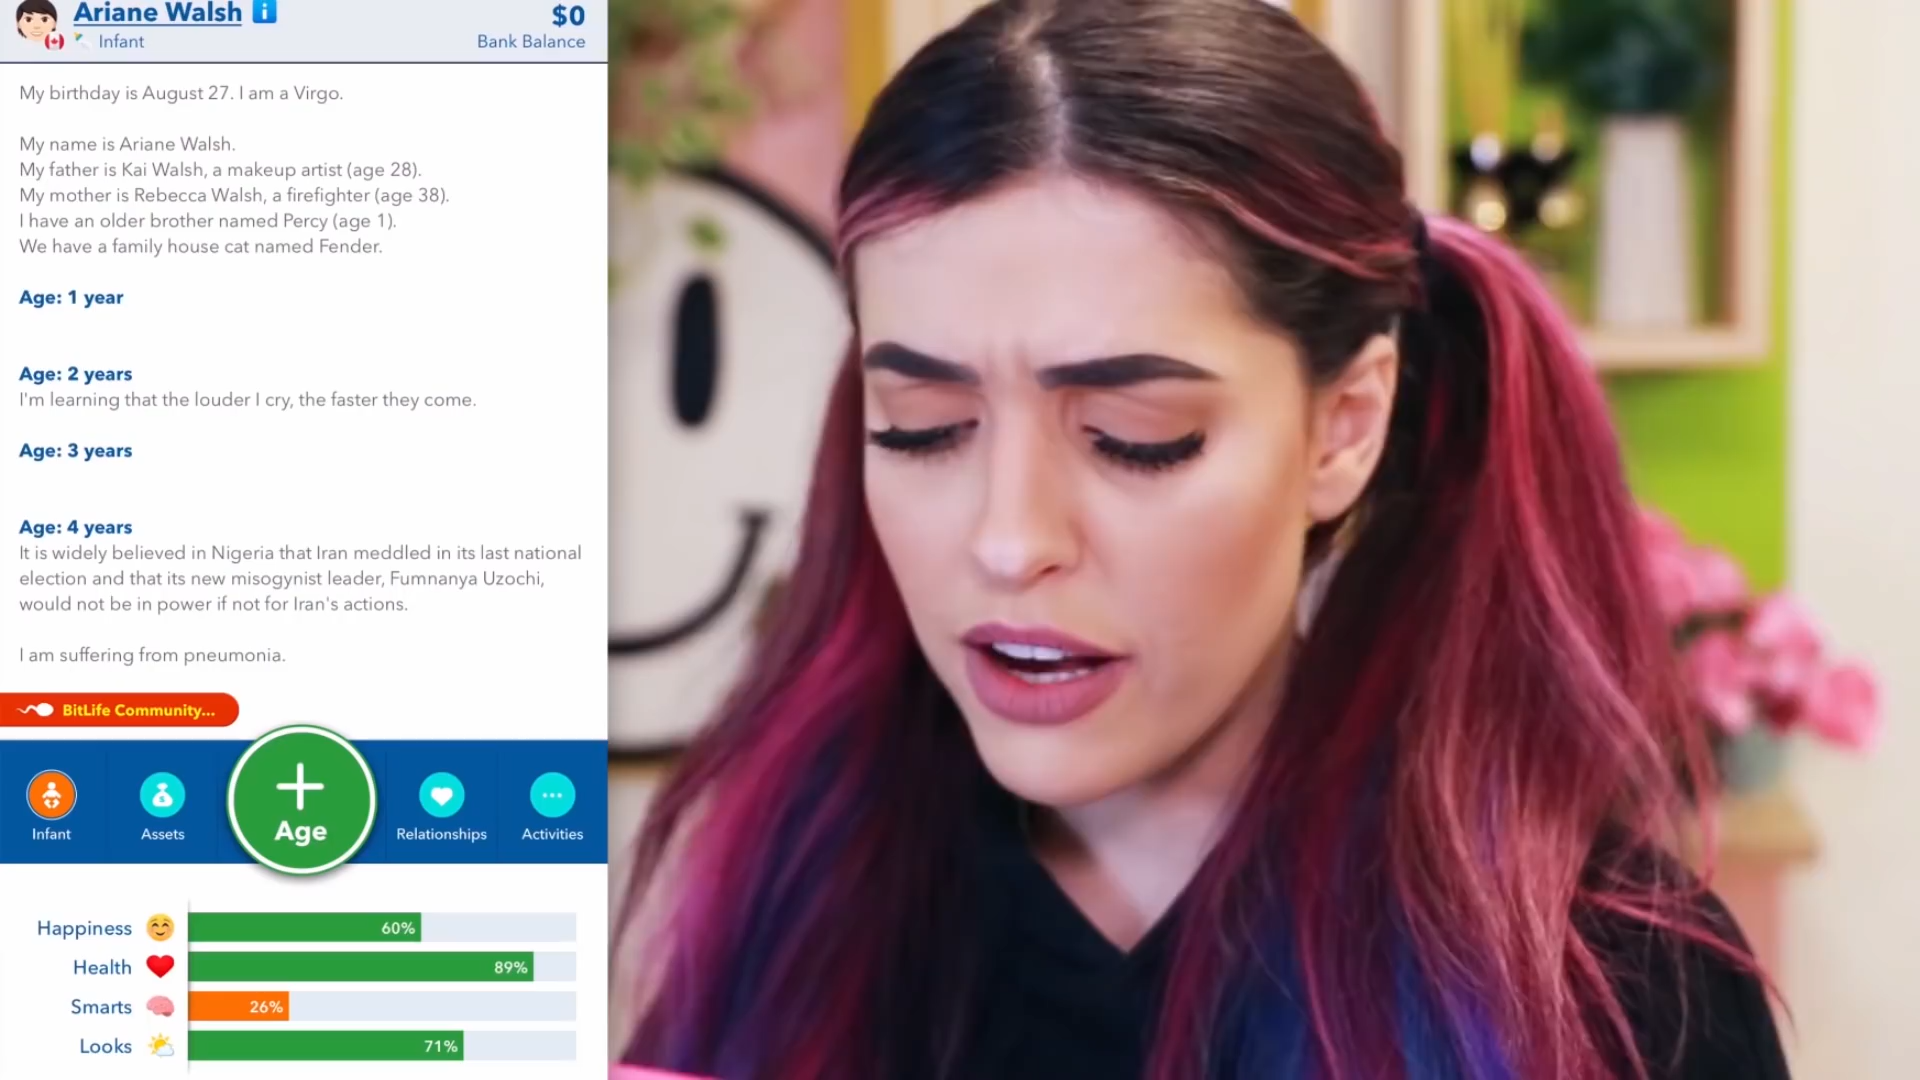 Ariane Walsh
$0
Infant
Bank Balance
My birthday is August 27. I am a Virgo.
My name is Ariane Walsh.
My father is Kai Walsh, a makeup artist (age 28).
My mother is Rebecca Walsh, a firefighter (age 38).
I have an older brother named Percy (age 1).
We have a family house cat named Fender.
Age: 1 year
Age: 2 years
I'm learning that the louder I cry, the faster they come.
Age: 3 years
Age: 4 years
It is widely believed in Nigeria that Iran meddled in its last national
election and that its new misogynist leader, Fumnanya Uzochi,
would not be in power if not for Iran's actions.
I am suffering from pneumonia.
BitLife Community...
Infant
Assets
Age
Relationships
Activities
Happiness 60%
Health 89%
Smarts 26%
Looks 71%